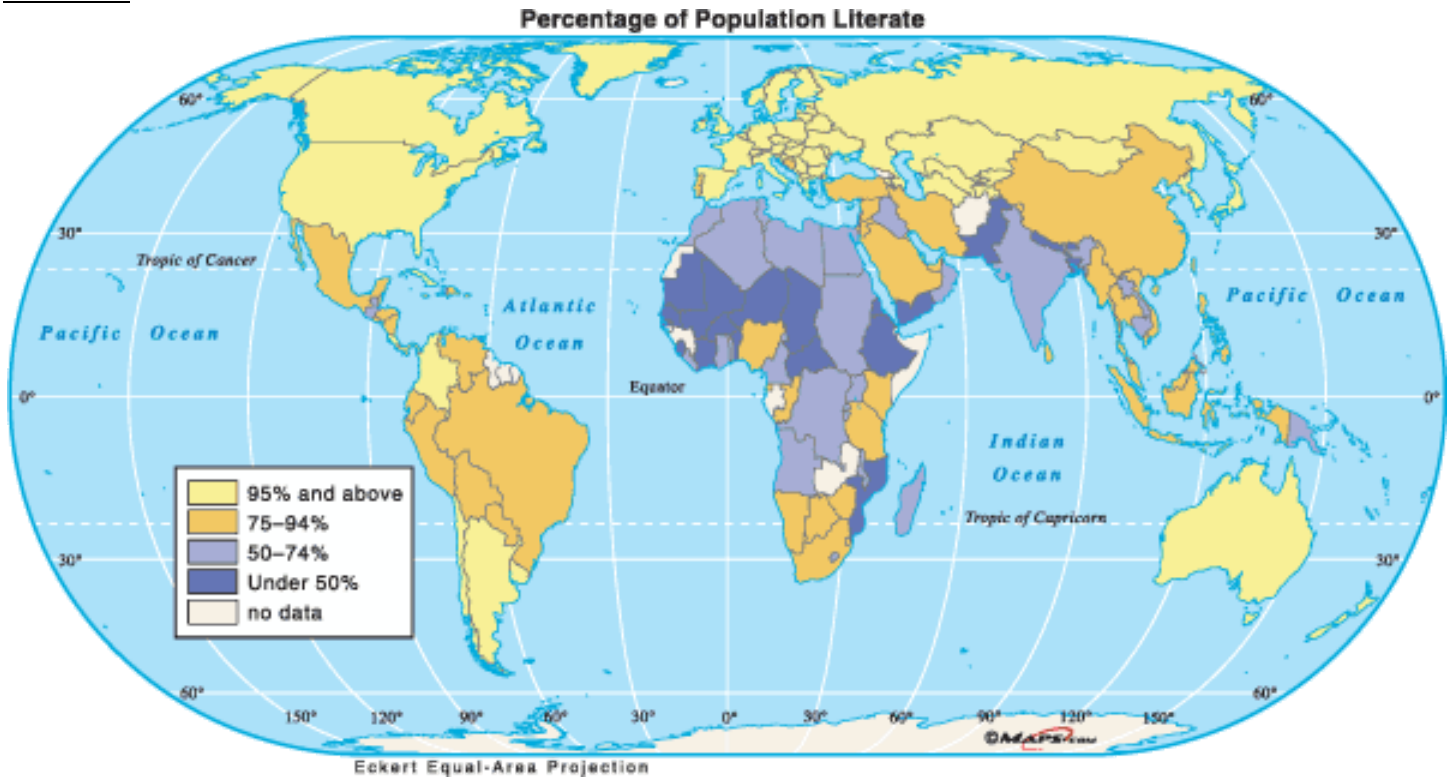 Percentage of Population Literate
60°
60°
30°
30°
Tropic of Cancer
Atlantic
Ocean
Pacific Ocean
Pacific Ocean
Equator
0°
0°
Indian
Ocean
95% and above
75–94%
50–74%
Under 50%
no data
Tropic of Capricorn
30°
30°
60°
60°
150° 120° 90° 60° 30° 0° 30° 60° 90° 120° 150°
©MAPS.com
Eckert Equal-Area Projection